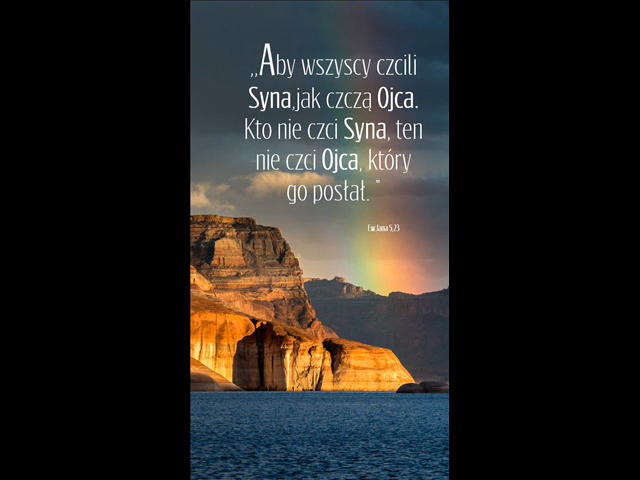 ,,Aby wszyscy czcili
Syna,jak czczą Ojca.
Kto nie czci Syna, ten
nie czci Ojca, który
go posłał. "
Ew.Jana 5,23